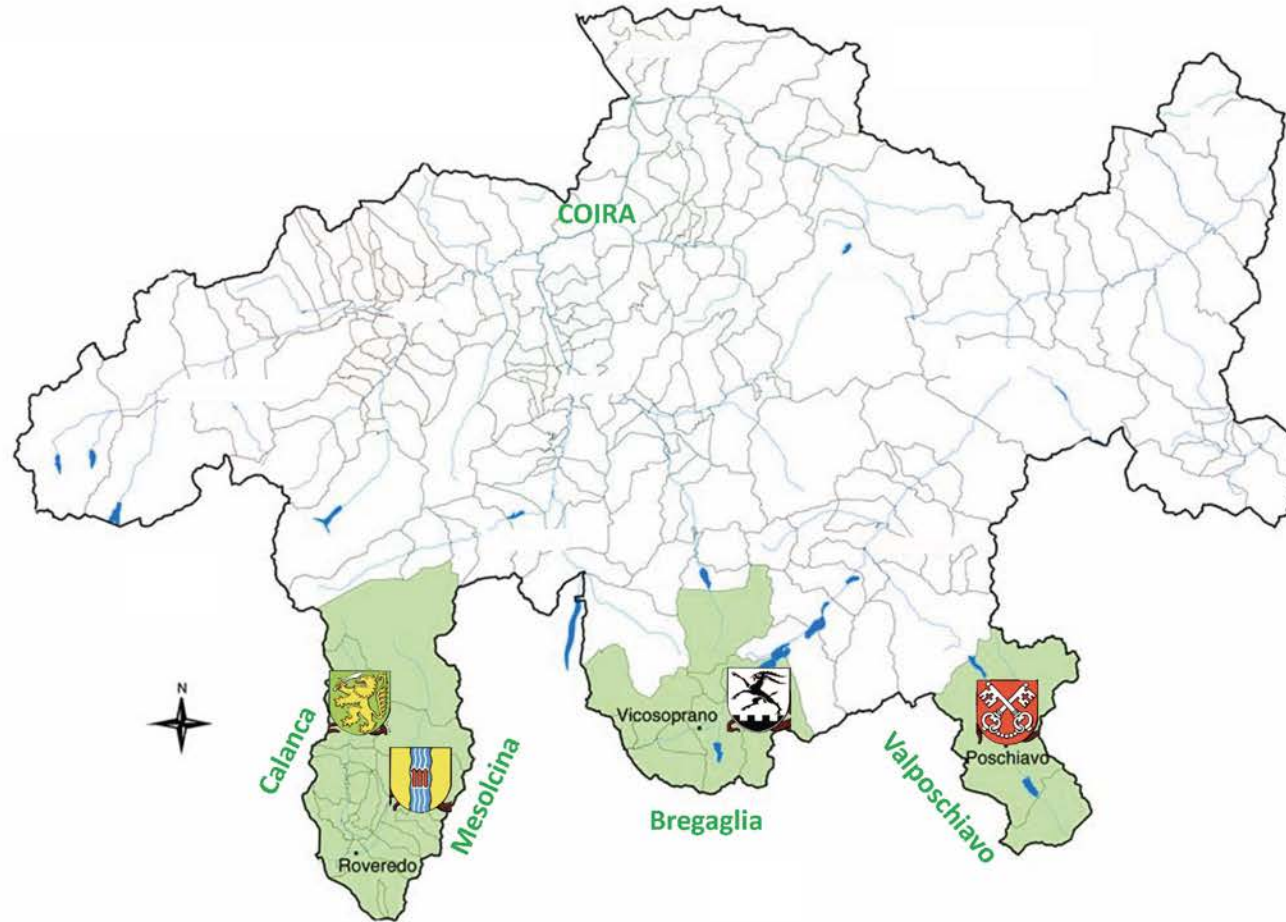 COIRA
N
Calanca
Mesolcina
Roveredo
Vicosoprano
Bregaglia
Valposchiavo
Poschiavo